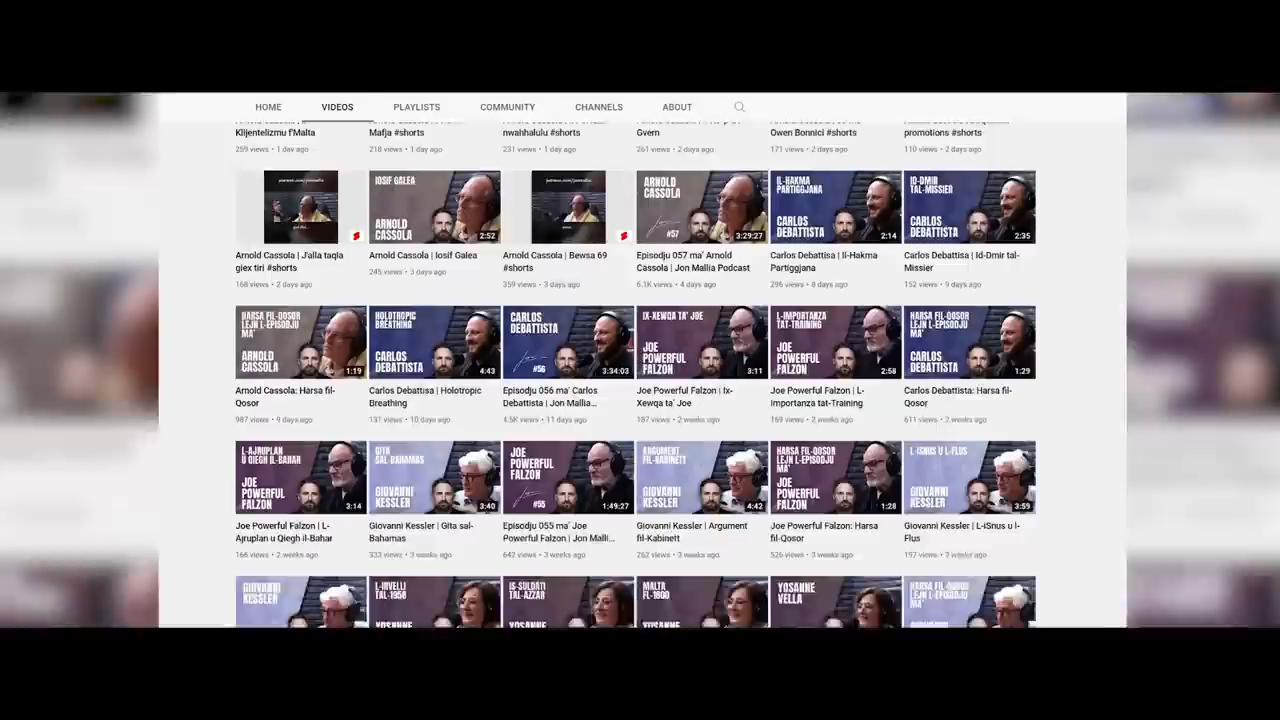 HOME VIDEOS PLAYLISTS COMMUNITY CHANNELS ABOUT
Klijentelizmu f'Malta
259 views • 1 day ago
Mafja #shorts
218 views • 1 day ago
nwahhalulu #shorts
231 views • 1 day ago
Gvern
261 views • 2 days ago
Owen Bonnici #shorts
171 views • 2 days ago
promotions #shorts
110 views • 2 days ago
Arnold Cassola | J'alla taqla
giex tiri #shorts
168 views • 2 days ago
IOSIF GALEA
ARNOLD
CASSOLA
2:52
Arnold Cassola | Iosif Galea
245 views • 3 days ago
Arnold Cassola | Bewsa 69
#shorts
359 views • 3 days ago
ARNOLD
CASSOLA
#57
3:29:27
Episodju 057 ma' Arnold
Cassola | Jon Mallia Podcast
6.1K views • 4 days ago
IL-HAKMA
PARTIĠĠJANA
CARLOS
DEBATTISTA
2:14
Carlos Debattisa | Il-Hakma
Partiggjana
296 views • 8 days ago
ID-DMIR
TAL-MISSIER
CARLOS
DEBATTISTA
2:35
Carlos Debattisa | Id-Dmir tal-
Missier
152 views • 9 days ago
HARSA FIL-QOSOR
LEJN L-EPISODJU
MA'
ARNOLD
CASSOLA
1:19
Arnold Cassola: Harsa fil-
Qosor
987 views • 9 days ago
HOLOTROPIC
BREATHING
CARLOS
DEBATTISTA
4:43
Carlos Debattisa | Holotropic
Breathing
131 views • 10 days ago
CARLOS
DEBATTISTA
#56
3:34:03
Episodju 056 ma' Carlos
Debattista | Jon Mallia...
4.5K views • 11 days ago
IX-XEWQA TA' JOE
JOE
POWERFUL
FALZON
3:11
Joe Powerful Falzon | Ix-
Xewqa ta' Joe
187 views • 2 weeks ago
L-IMPORTANZA
TAT-TRAINING
JOE
POWERFUL
FALZON
2:58
Joe Powerful Falzon | L-
Importanza tat-Training
169 views • 2 weeks ago
HARSA FIL-QOSOR
LEJN L-EPISODJU
MA'
CARLOS
DEBATTISTA
1:29
Carlos Debattista: Harsa fil-
Qosor
611 views • 2 weeks ago
L-AJRUPLAN
U QIEGH IL-BAHAR
JOE
POWERFUL
FALZON
3:14
Joe Powerful Falzon | L-
Ajruplan u Qiegh il-Bahar
166 views • 2 weeks ago
GITA
SAL-BAHAMAS
GIOVANNI
KESSLER
3:40
Giovanni Kessler | Gita sal-
Bahamas
333 views • 3 weeks ago
JOE
POWERFUL
FALZON
#55
1:49:27
Episodju 055 ma' Joe
Powerful Falzon | Jon Malli...
642 views • 3 weeks ago
ARGUMENT
FIL-KABINETT
GIOVANNI
KESSLER
4:42
Giovanni Kessler | Argument
fil-Kabinett
262 views • 3 weeks ago
HARSA FIL-QOSOR
LEJN L-EPISODJU
MA'
JOE
POWERFUL
FALZON
1:28
Joe Powerful Falzon: Harsa
fil-Qosor
526 views • 3 weeks ago
L-ISNUS U L-FLUS
GIOVANNI
KESSLER
3:59
Giovanni Kessler | L-iSnus u l-
Flus
197 views • 3 weeks ago
GIOVANNI
KESSLER
L-INVELLI
TAL-1958
YOSANNE
IS-SULDATI
TAL-AZZAR
YOSANNE
MALTA
FL-1800
YOSANNE
YOSANNE
VELLA
HARSA FIL-QOSOR
LEJN L-EPISODJU
MA'